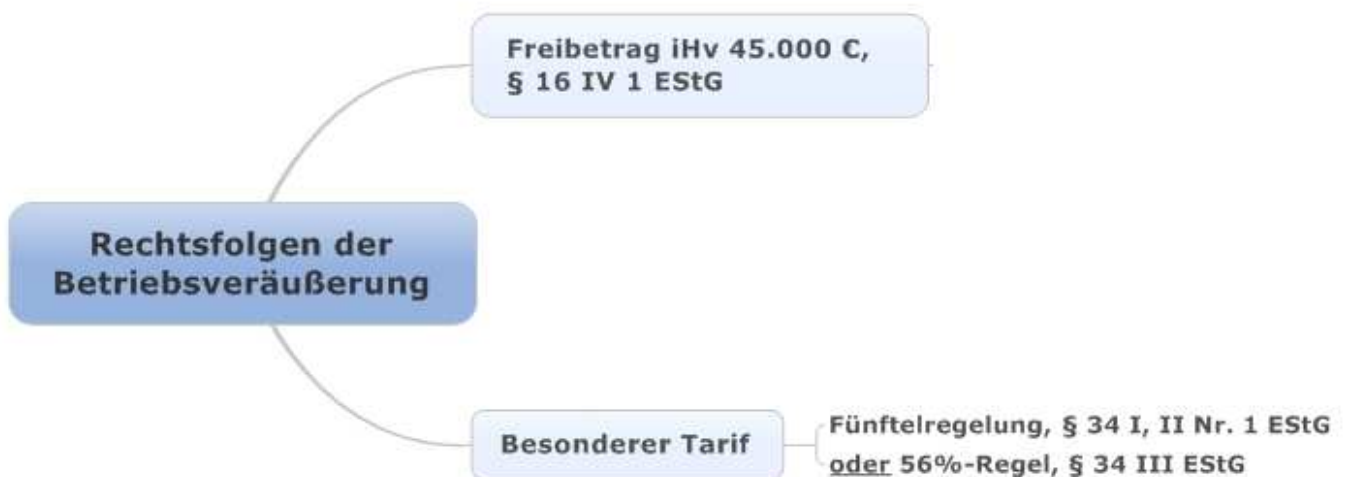 Freibetrag iHv 45.000 €,
§ 16 IV 1 EStG
Rechtsfolgen der
Betriebsveräußerung
Besonderer Tarif
Fünftelregelung, § 34 I, II Nr. 1 EStG
oder 56%-Regel, § 34 III EStG